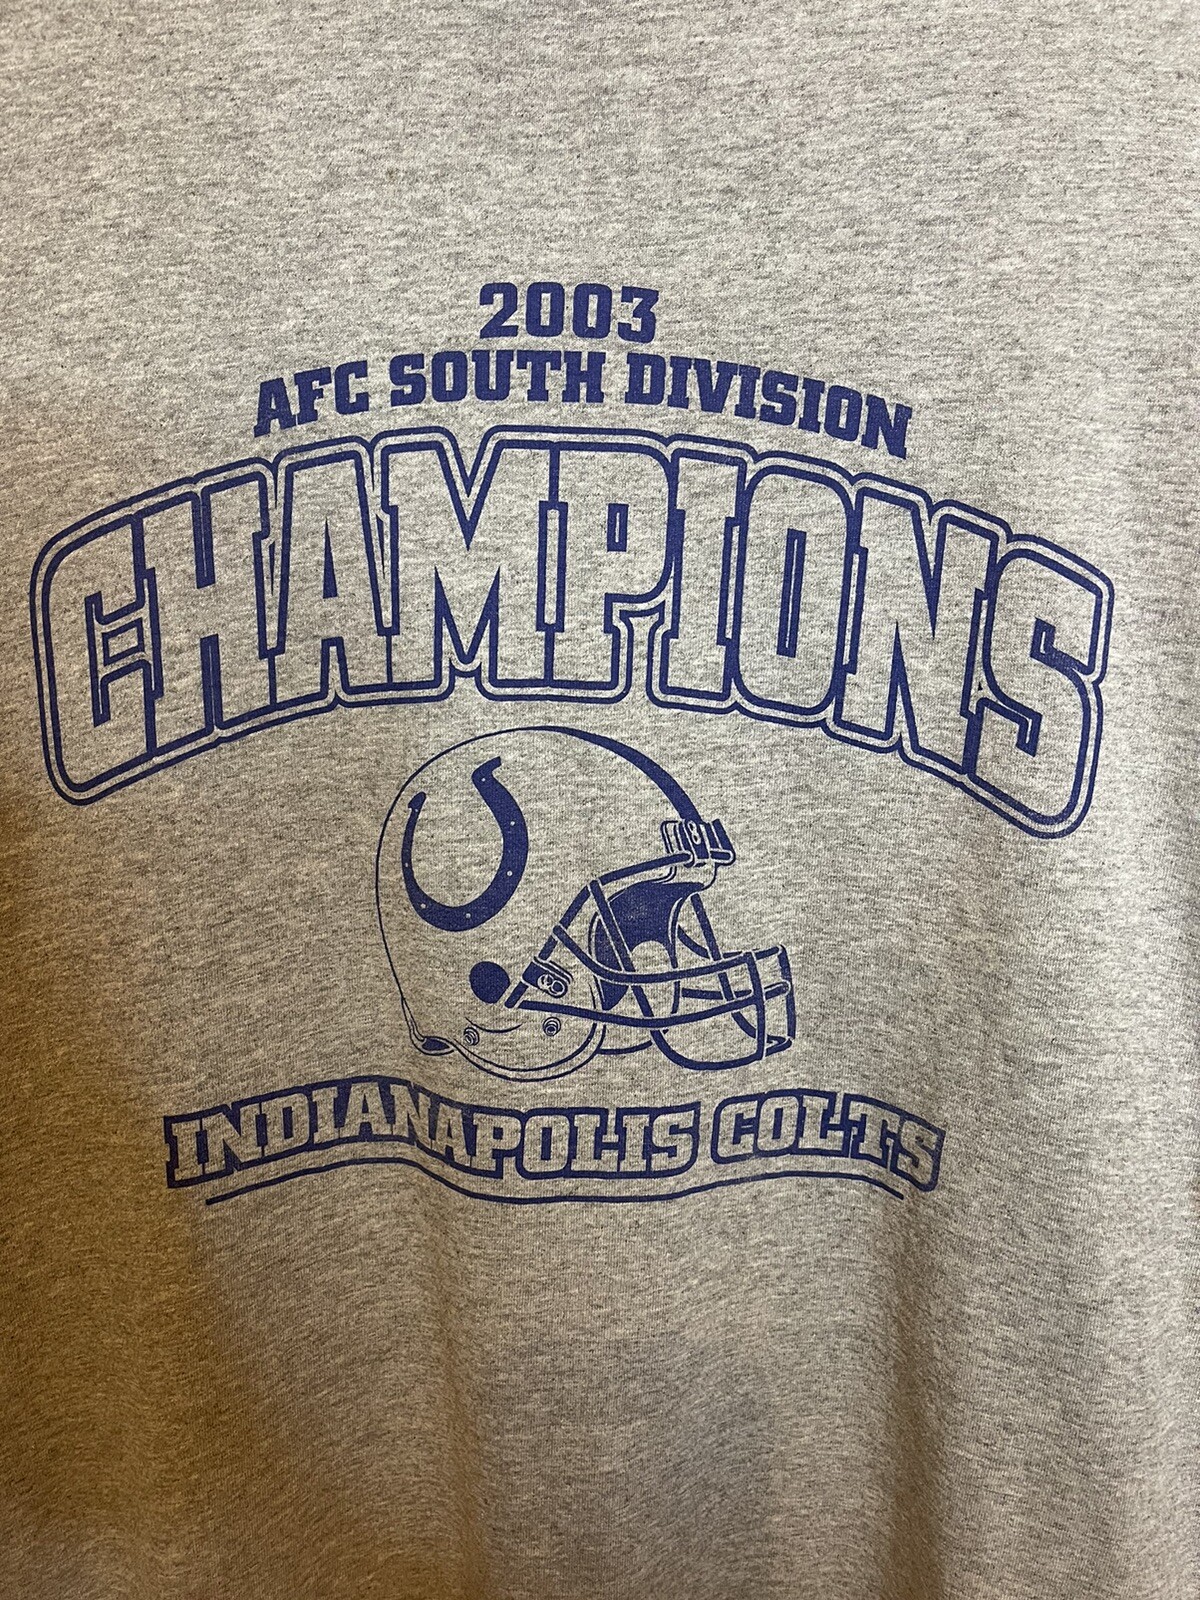 2003
AFC SOUTH DIVISION
CHAMPIONS
INDIANAPOLIS COLTS